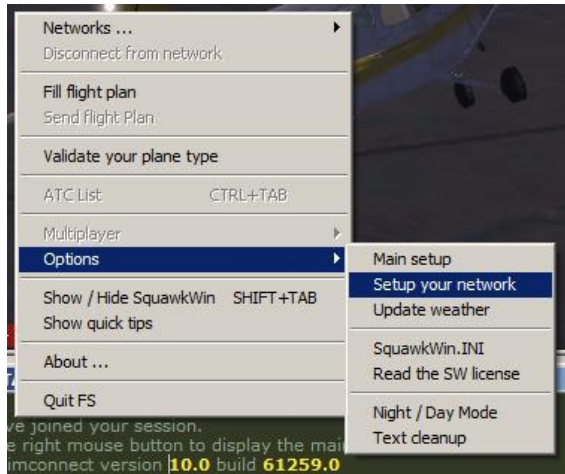 Networks ...
Disconnect from network
Fill flight plan
Send flight Plan
Validate your plane type
ATC List CTRL+TAB
Multiplayer
Options
Show / Hide SquawkWin SHIFT+TAB
Show quick tips
About ...
Quit FS
Main setup
Setup your network
Update weather
SquawkWin.INI
Read the SW license
Night / Day Mode
Text cleanup
ve joined your session.
e right mouse button to display the mai
imconnect version 10.0 build 61259.0